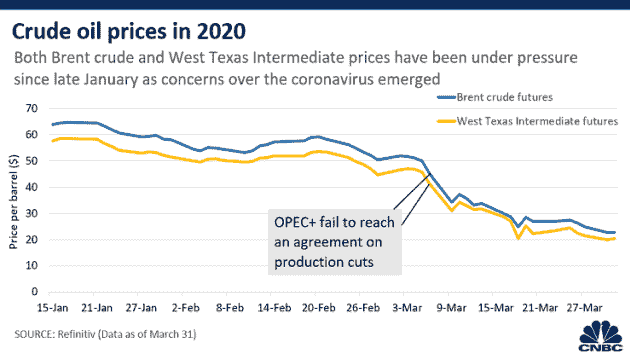 Crude oil prices in 2020
Both Brent crude and West Texas Intermediate prices have been under pressure
since late January as concerns over the coronavirus emerged
Brent crude futures
West Texas Intermediate futures
Price per barrel ($)
70
60
50
40
30
20
10
0
OPEC+ fail to reach
an agreement on
production cuts
15-Jan 21-Jan 27-Jan 2-Feb 8-Feb 14-Feb 20-Feb 26-Feb 3-Mar 9-Mar 15-Mar 21-Mar 27-Mar
SOURCE: Refinitiv (Data as of March 31)
CNBC